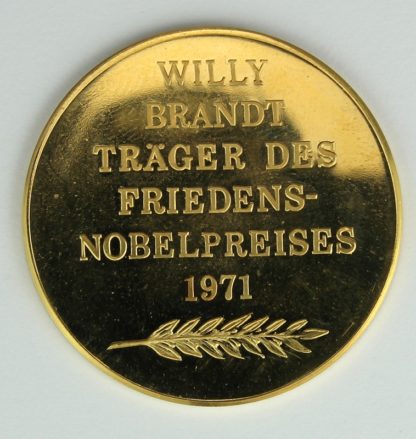 WILLY
BRANDT
TRÄGER DES
FRIEDENS-
NOBELPREISES
1971